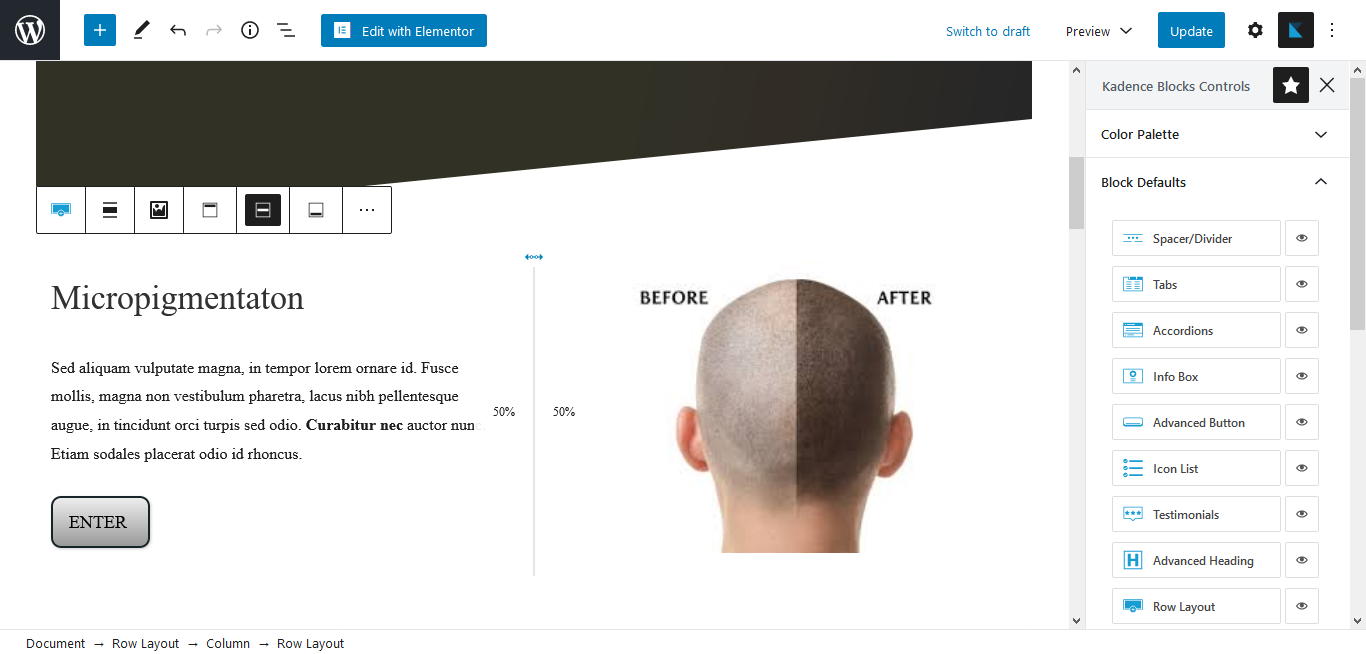 Edit with Elementor
Switch to draft
Preview
Update
Kadence Blocks Controls
Color Palette
Block Defaults
Spacer/Divider
Tabs
Accordions
Info Box
Advanced Button
Icon List
Testimonials
Advanced Heading
Row Layout
Micropigmentaton
Sed aliquam vulputate magna, in tempor lorem ornare id. Fusce
mollis, magna non vestibulum pharetra, lacus nibh pellentesque
augue, in tincidunt orci turpis sed odio. Curabitur nec auctor nunc.
Etiam sodales placerat odio id rhoncus.
ENTER
50%
50%
BEFORE
AFTER
Document → Row Layout → Column → Row Layout